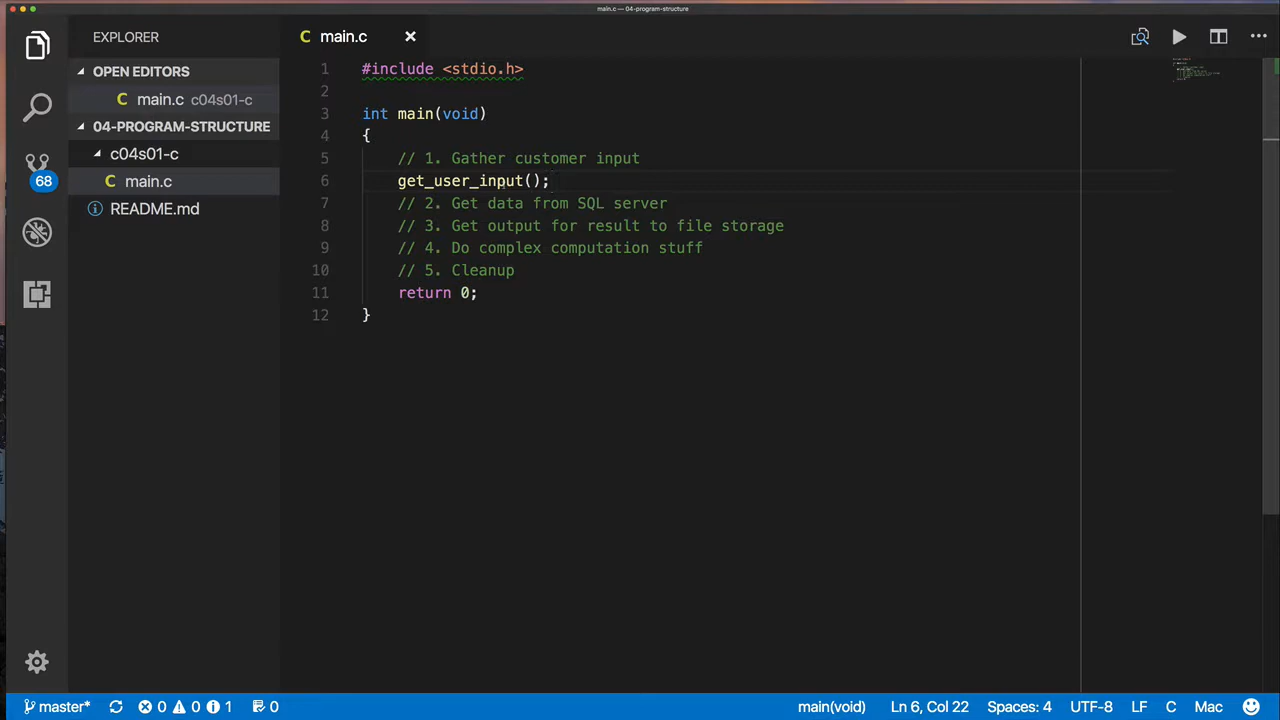 main.c — 04-program-structure
EXPLORER
C main.c ×
OPEN EDITORS
C main.c c04s01-c
04-PROGRAM-STRUCTURE
c04s01-c
C main.c
README.md
68
1 #include <stdio.h>
2
3 int main(void)
4 {
5 // 1. Gather customer input
6 get_user_input();
7 // 2. Get data from SQL server
8 // 3. Get output for result to file storage
9 // 4. Do complex computation stuff
10 // 5. Cleanup
11 return 0;
12 }
master* 0 0 1 0 main(void) Ln 6, Col 22 Spaces: 4 UTF-8 LF C Mac